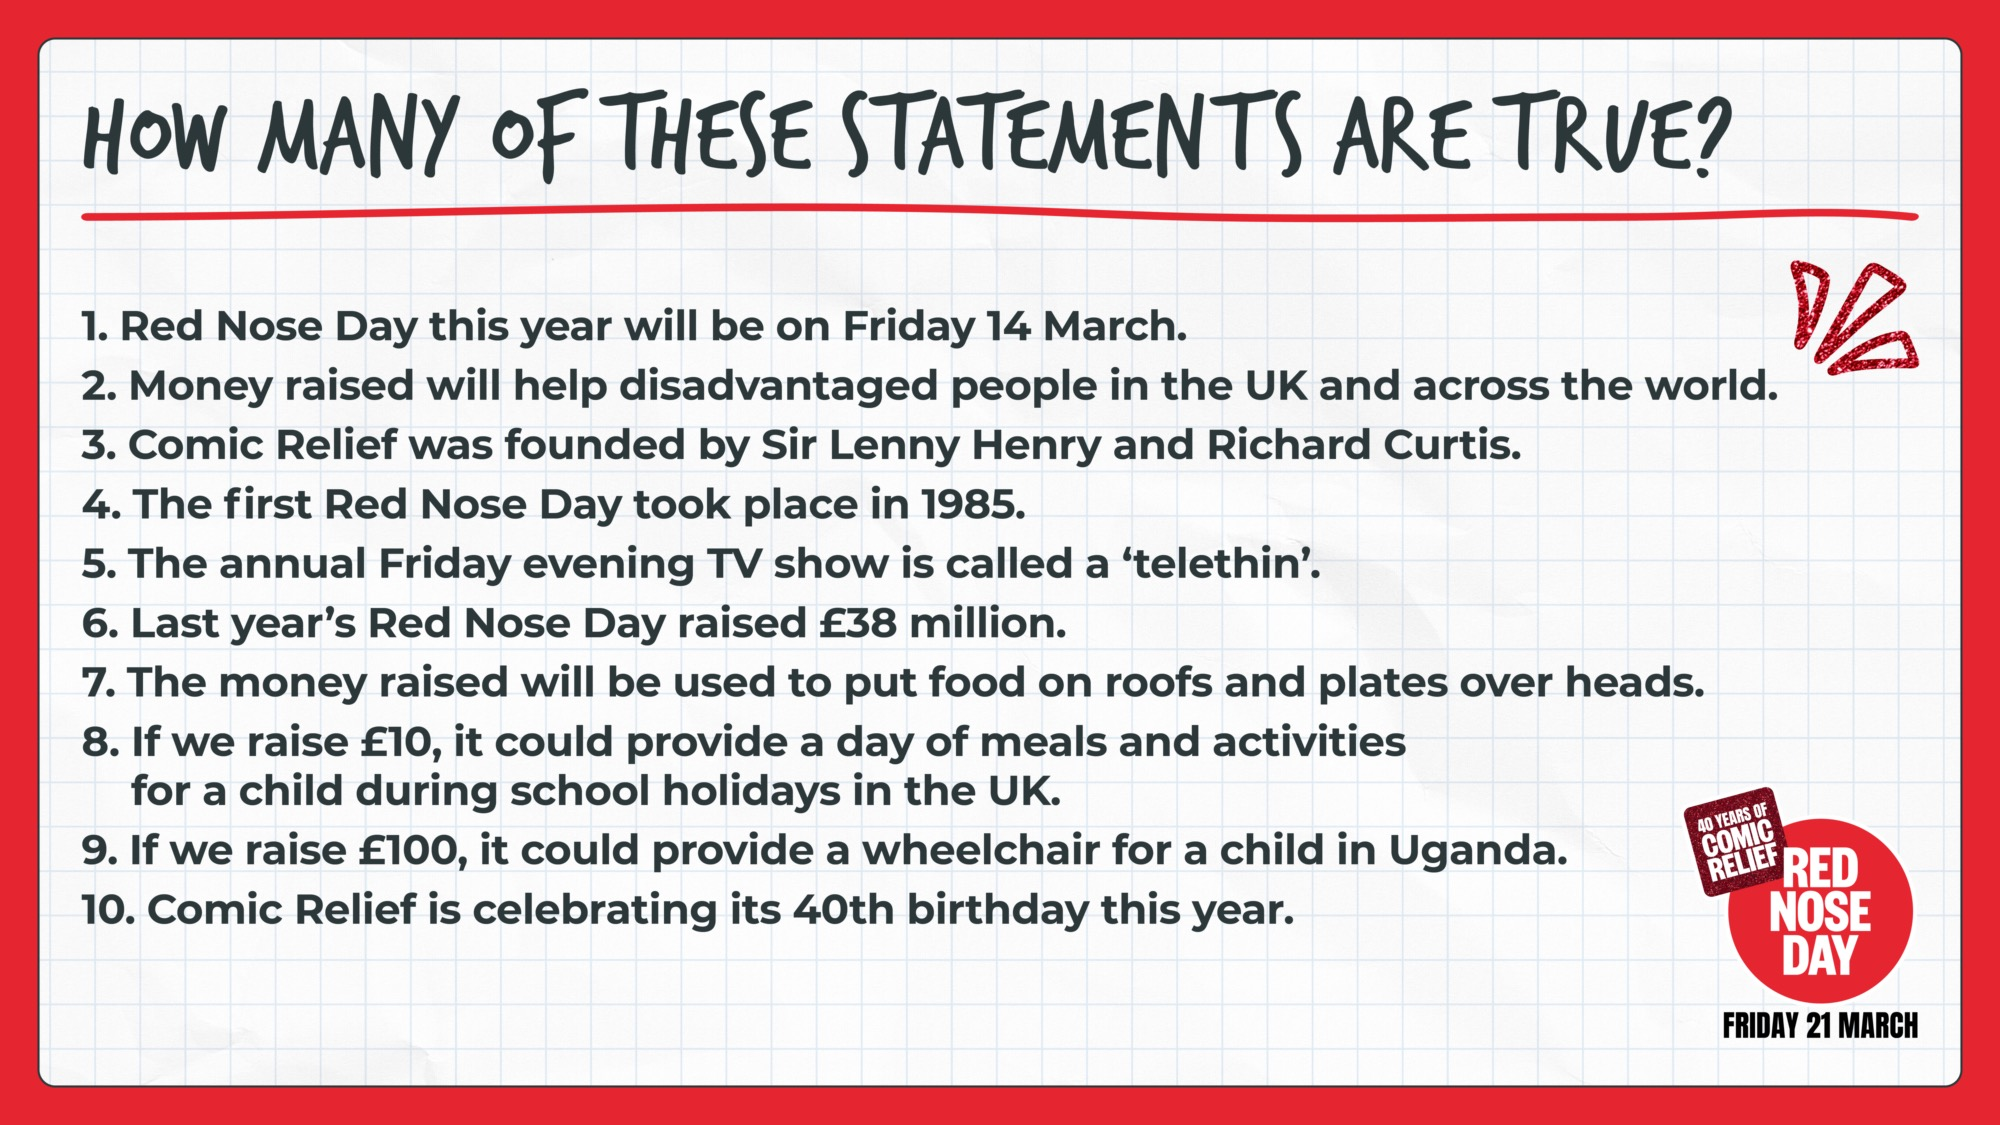 HOW MANY OF THESE STATEMENTS ARE TRUE?
1. Red Nose Day this year will be on Friday 14 March.
2. Money raised will help disadvantaged people in the UK and across the world.
3. Comic Relief was founded by Sir Lenny Henry and Richard Curtis.
4. The first Red Nose Day took place in 1985.
5. The annual Friday evening TV show is called a ‘telethin’.
6. Last year’s Red Nose Day raised £38 million.
7. The money raised will be used to put food on roofs and plates over heads.
8. If we raise £10, it could provide a day of meals and activities
for a child during school holidays in the UK.
9. If we raise £100, it could provide a wheelchair for a child in Uganda.
10. Comic Relief is celebrating its 40th birthday this year.
40 YEARS OF
COMIC
RELIEF
RED
NOSE
DAY
FRIDAY 21 MARCH